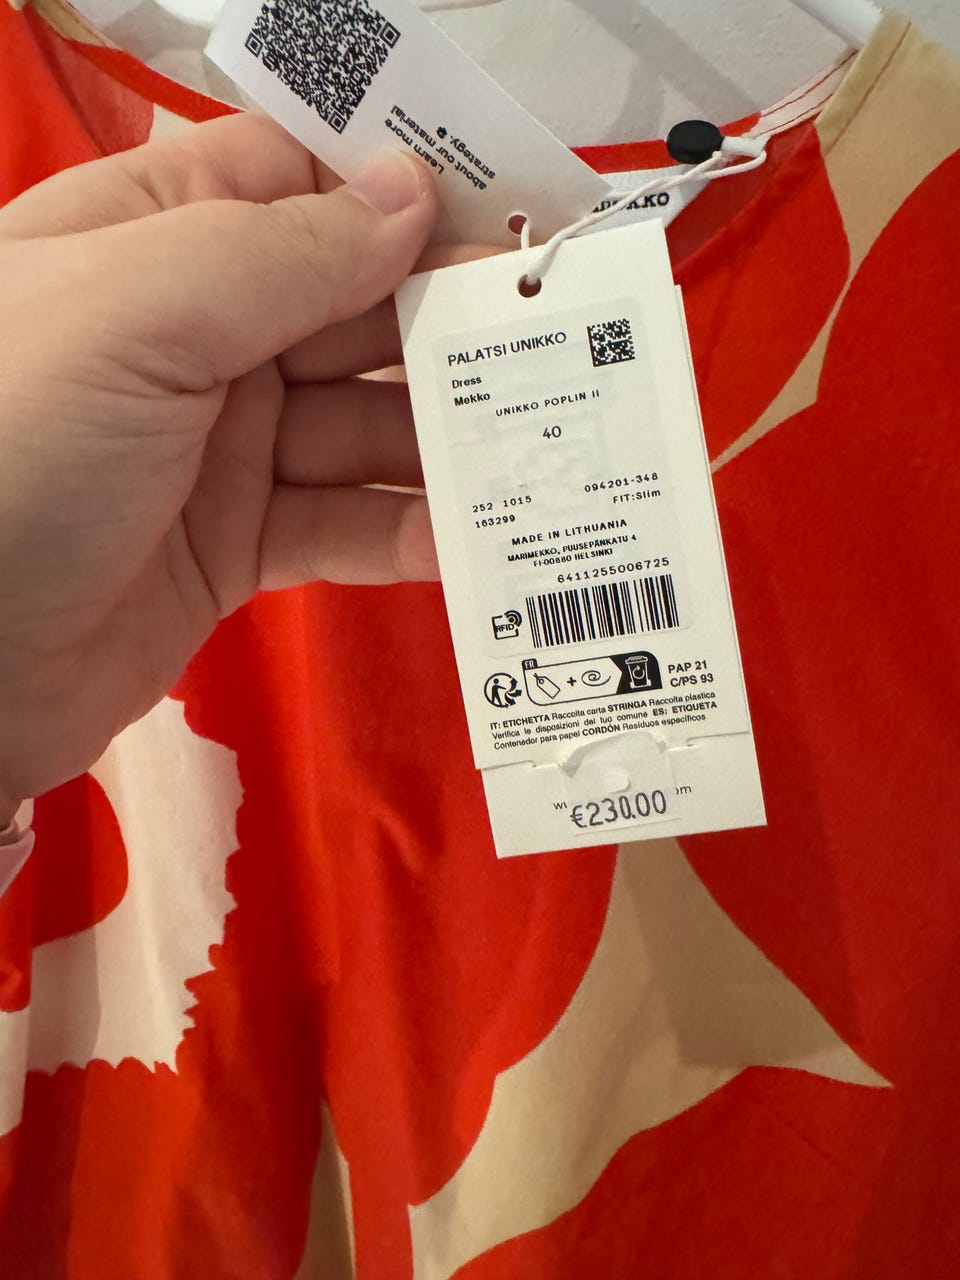 Learn more
about our material
strategy.
PALATSI UNIKKO
Dress
Mekko
UNIKKO POPLIN II
40
252 1015 094201-348
163299 FIT:Slim
MADE IN LITHUANIA
MARIMEKKO, PUUSEPÄNKATU 4
FI-00880 HELSINKI
6411255006725
RFID
FR
PAP 21
C/PS 93
IT: ETICHETTA Raccolta carta STRINGA Raccolta plastica
Verifica le disposizioni del tuo comune ES: ETIQUETA
Contenedor para papel CORDÓN Residuos específicos
€230.00